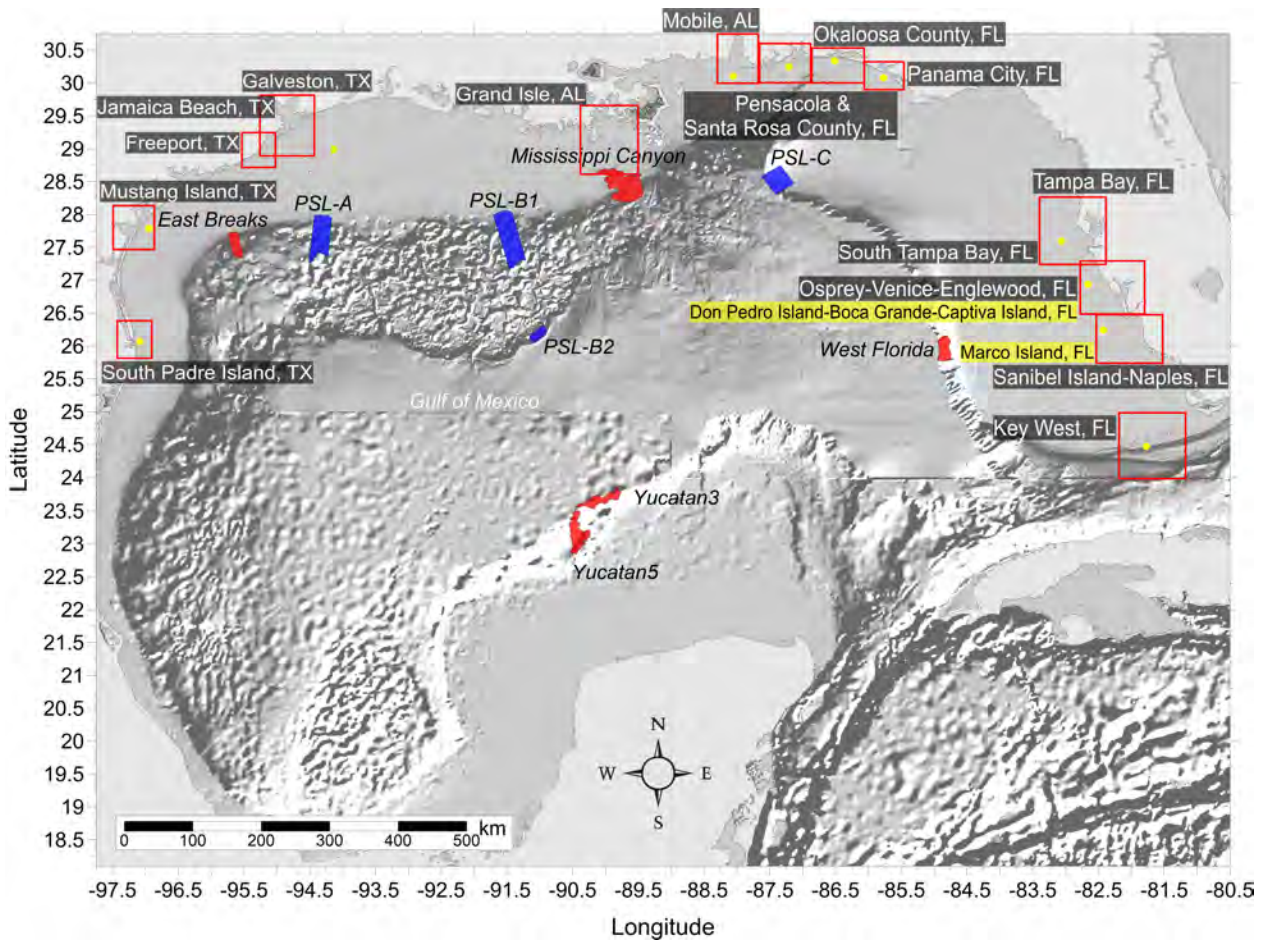 Mobile, AL
Okaloosa County, FL
Galveston, TX
Grand Isle, AL
Panama City, FL
Jamaica Beach, TX
Pensacola &
Santa Rosa County, FL
Freeport, TX
Mississippi Canyon
PSL-C
Mustang Island, TX
East Breaks
PSL-A
PSL-B1
Tampa Bay, FL
South Tampa Bay, FL
Osprey-Venice-Englewood, FL
Don Pedro Island-Boca Grande-Captiva Island, FL
PSL-B2
West Florida
Marco Island, FL
South Padre Island, TX
Sanibel Island-Naples, FL
Gulf of Mexico
Key West, FL
Yucatan3
Yucatan5
N
W
E
S
0 100 200 300 400 500 km
30.5
30
29.5
29
28.5
28
27.5
27
26.5
26
25.5
25
24.5
24
23.5
23
22.5
22
21.5
21
20.5
20
19.5
19
18.5
Latitude
-97.5 -96.5 -95.5 -94.5 -93.5 -92.5 -91.5 -90.5 -89.5 -88.5 -87.5 -86.5 -85.5 -84.5 -83.5 -82.5 -81.5 -80.5
Longitude